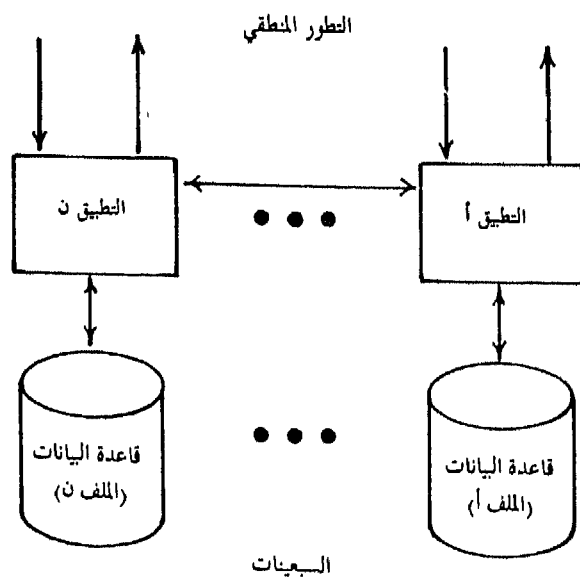 التطور المنطقي
التطبيق أ
التطبيق ن
قاعدة البيانات
(الملف أ)
قاعدة البيانات
(الملف ن)
السبعينات